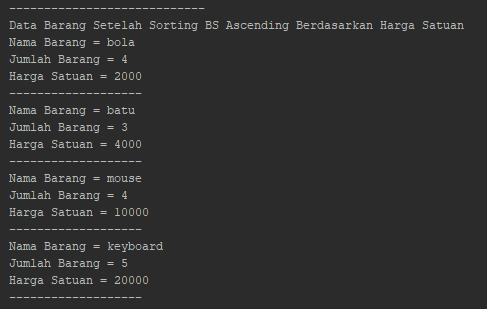 ----------------------------
Data Barang Setelah Sorting BS Ascending Berdasarkan Harga Satuan
Nama Barang = bola
Jumlah Barang = 4
Harga Satuan = 2000
-------------------
Nama Barang = batu
Jumlah Barang = 3
Harga Satuan = 4000
-------------------
Nama Barang = mouse
Jumlah Barang = 4
Harga Satuan = 10000
-------------------
Nama Barang = keyboard
Jumlah Barang = 5
Harga Satuan = 20000
-------------------